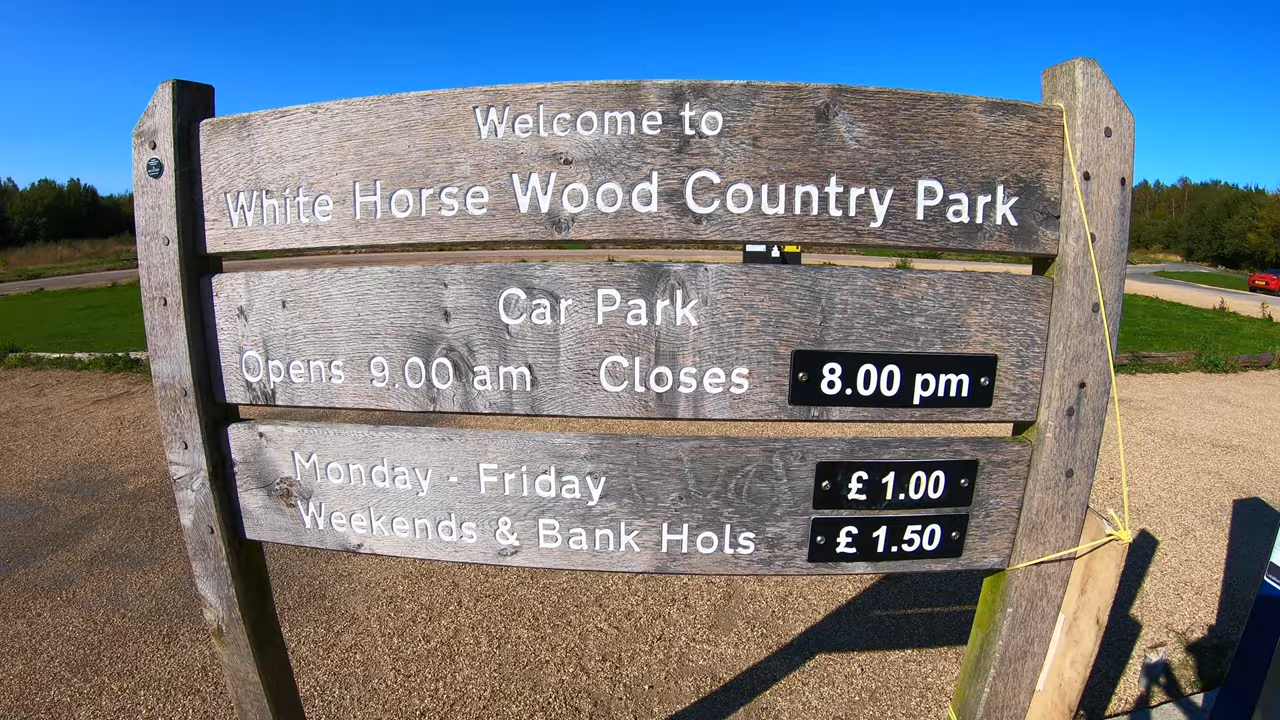 Welcome to
White Horse Wood Country Park
Car Park
Opens 9.00 am Closes 8.00 pm
Monday - Friday £ 1.00
Weekends & Bank Hols £ 1.50